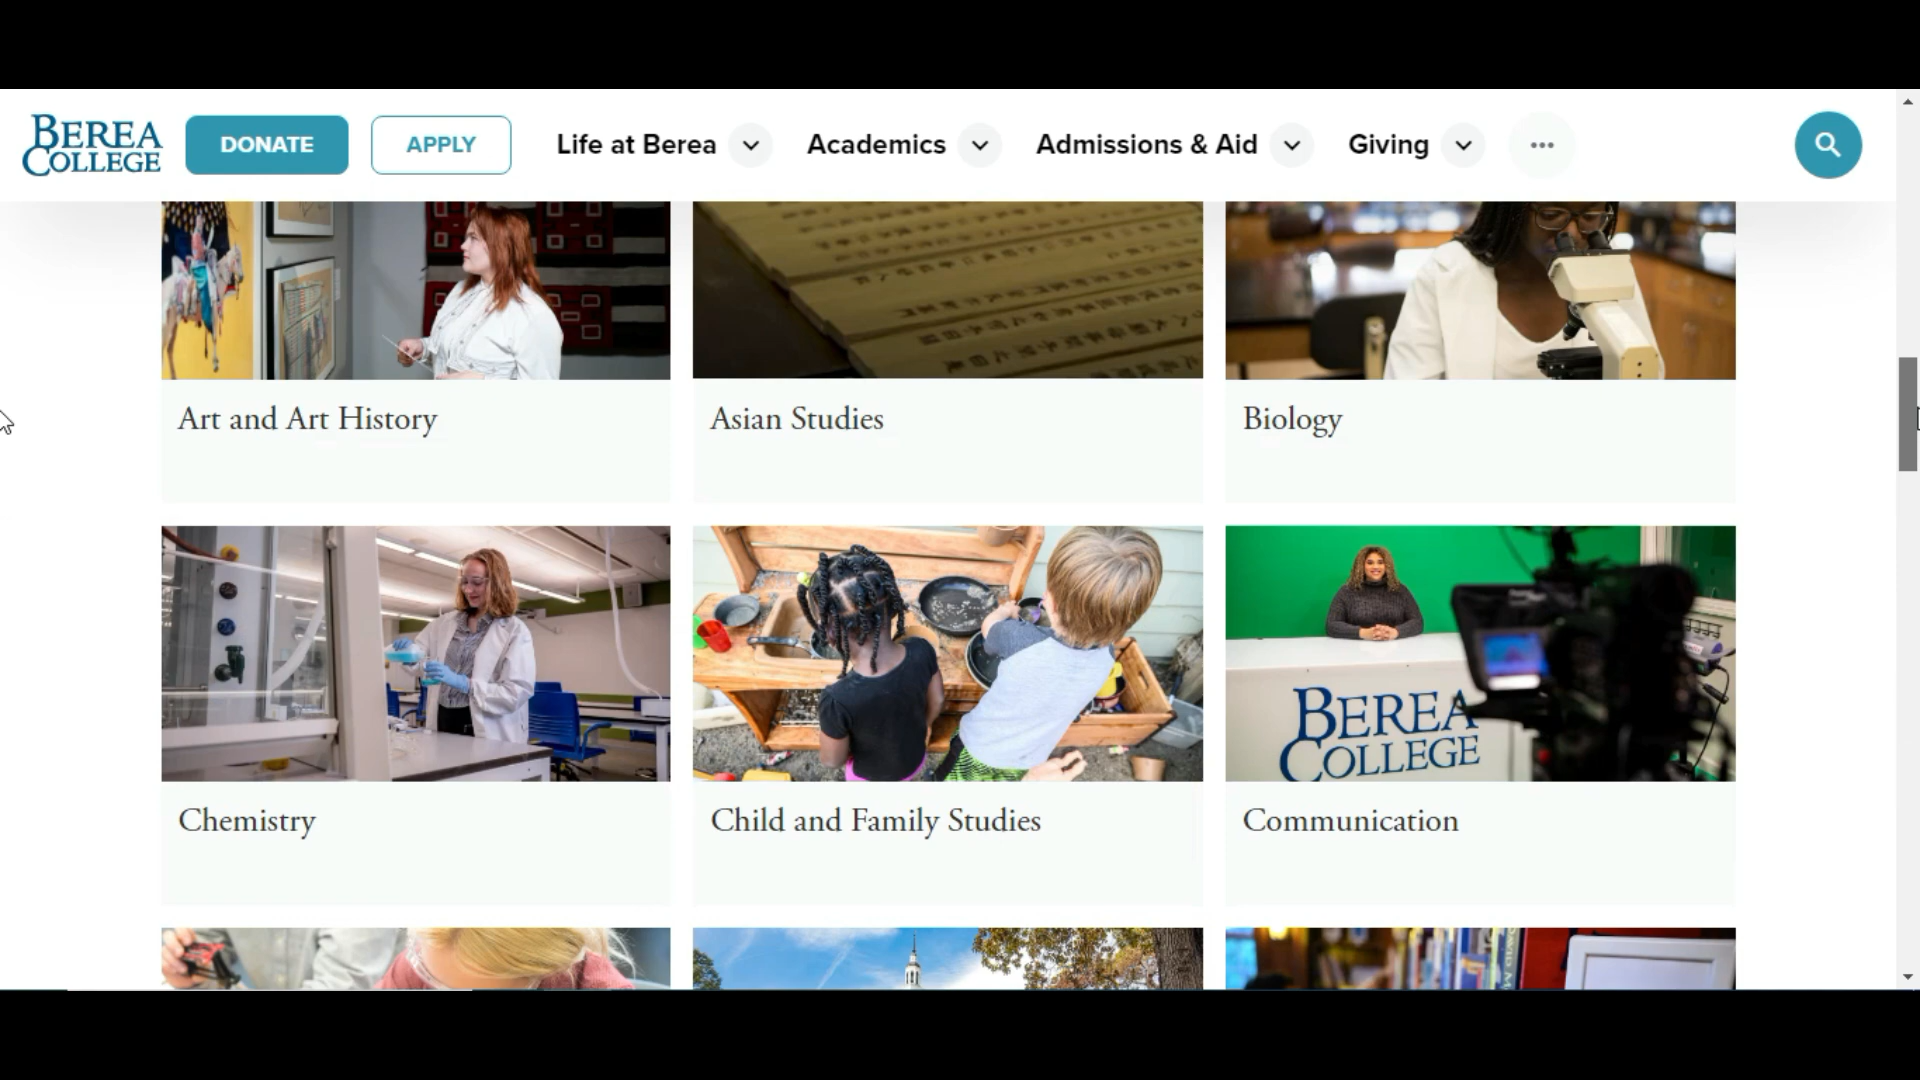 BEREA
COLLEGE
DONATE
APPLY
Life at Berea
Academics
Admissions & Aid
Giving
Art and Art History
Asian Studies
Biology
Chemistry
Child and Family Studies
Communication
BEREA
COLLEGE